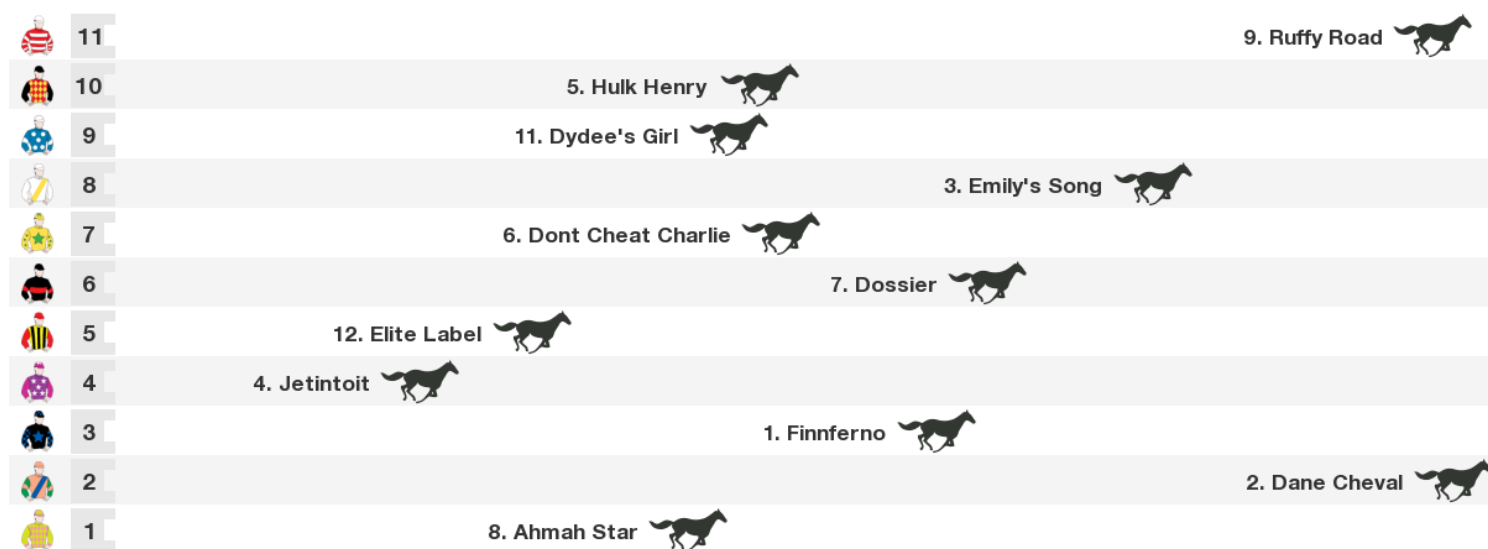 11 9. Ruffy Road
10 5. Hulk Henry
9 11. Dydee's Girl
8 3. Emily's Song
7 6. Dont Cheat Charlie
6 7. Dossier
5 12. Elite Label
4 4. Jetintoit
3 1. Finnferno
2 2. Dane Cheval
1 8. Ahmah Star